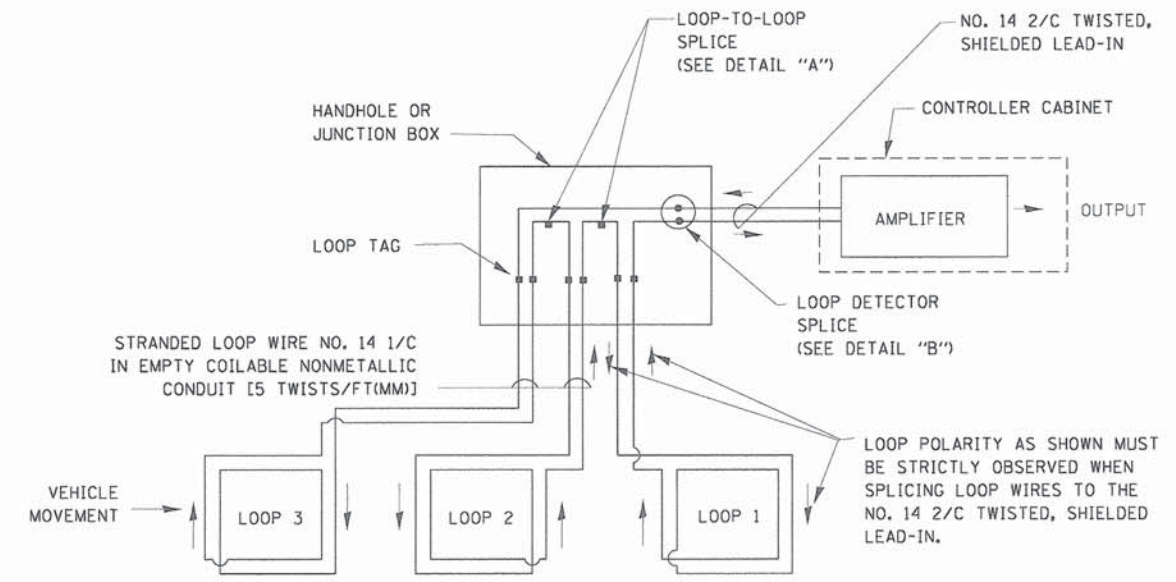 LOOP-TO-LOOP
SPLICE
(SEE DETAIL "A")
NO. 14 2/C TWISTED,
SHIELDED LEAD-IN
HANDHOLE OR
JUNCTION BOX
CONTROLLER CABINET
AMPLIFIER
OUTPUT
LOOP TAG
LOOP DETECTOR
SPLICE
(SEE DETAIL "B")
STRANDED LOOP WIRE NO. 14 1/C
IN EMPTY COILABLE NONMETALLIC
CONDUIT [5 TWISTS/FT(MM)]
LOOP POLARITY AS SHOWN MUST
BE STRICTLY OBSERVED WHEN
SPLICING LOOP WIRES TO THE
NO. 14 2/C TWISTED, SHIELDED
LEAD-IN.
VEHICLE
MOVEMENT
LOOP 3
LOOP 2
LOOP 1